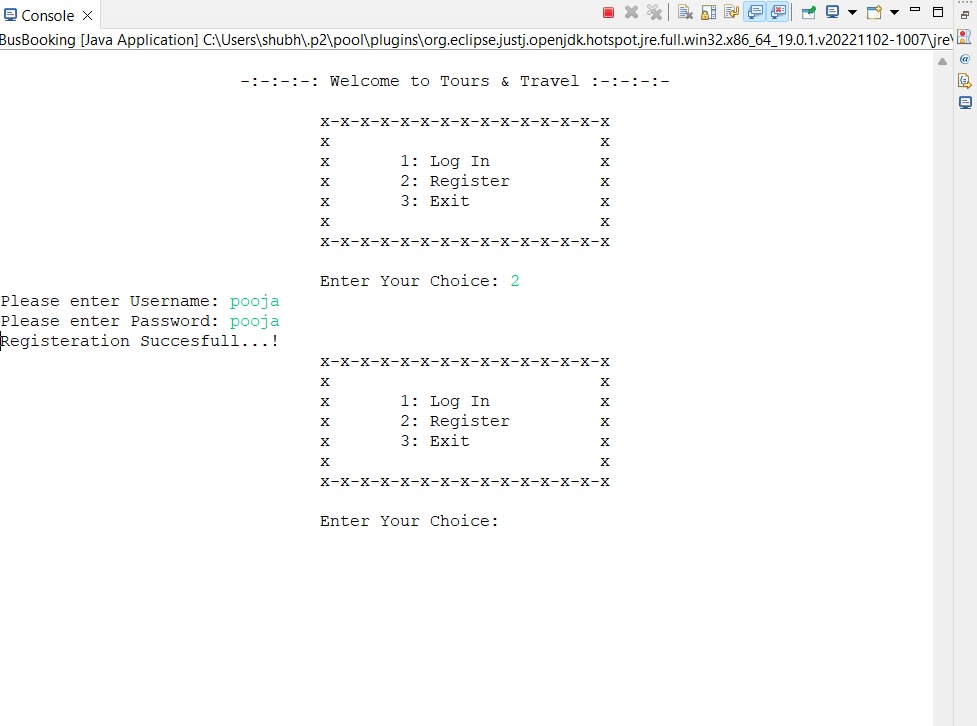 Console
BusBooking [Java Application] C:\Users\shubh\.p2\pool\plugins\org.eclipse.justj.openjdk.hotspot.jre.full.win32.x86_64_19.0.1.v20221102-1007\jre\
-:-:-:-: Welcome to Tours & Travel :-:-:-:-
x-x-x-x-x-x-x-x-x-x-x-x-x-x-x
x x
x 1: Log In x
x 2: Register x
x 3: Exit x
x x
x-x-x-x-x-x-x-x-x-x-x-x-x-x-x
Enter Your Choice: 2
Please enter Username: pooja
Please enter Password: pooja
Registeration Succesfull...!
x-x-x-x-x-x-x-x-x-x-x-x-x-x-x
x x
x 1: Log In x
x 2: Register x
x 3: Exit x
x x
x-x-x-x-x-x-x-x-x-x-x-x-x-x-x
Enter Your Choice: